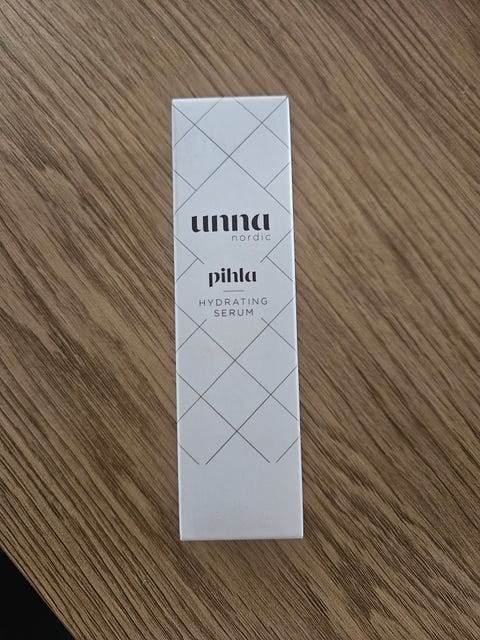 unna
nordic
pihla
HYDRATING
SERUM